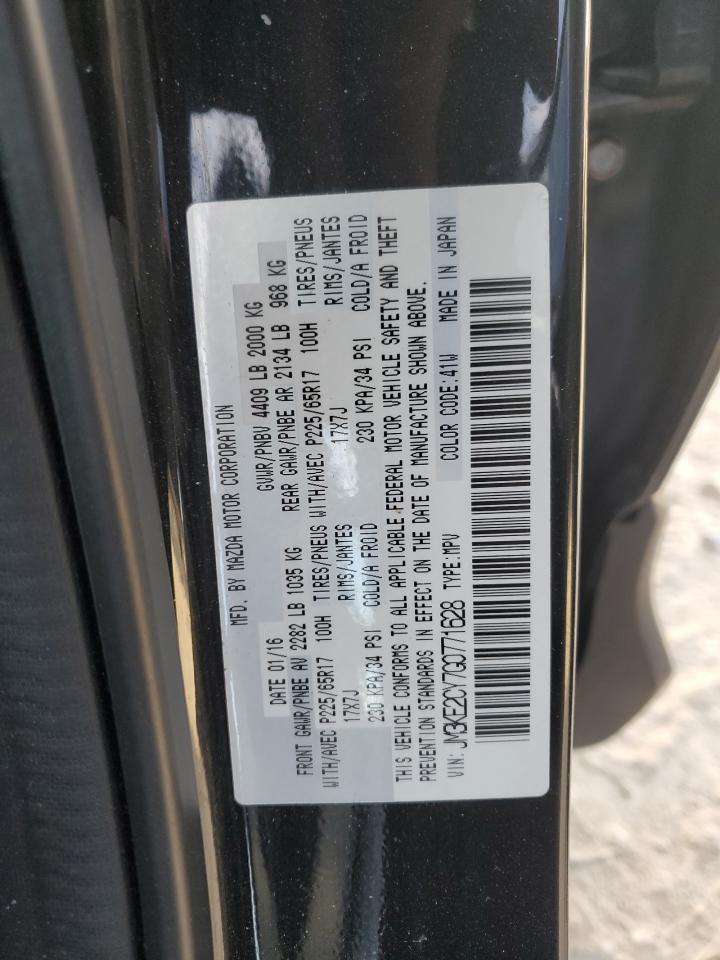 MFD. BY MAZDA MOTOR CORPORATION
DATE 01/16 GVWR/PNBV 4409 LB 2000 KG
FRONT GAWR/PNBE AV 2282 LB 1035 KG REAR GAWR/PNBE AR 2134 LB 968 KG
WITH/AVEC P225/65R17 100H TIRES/PNEUS WITH/AVEC P225/65R17 100H TIRES/PNEUS
17X7J RIMS/JANTES 17X7J RIMS/JANTES
230 KPA/34 PSI COLD/A FROID 230 KPA/34 PSI COLD/A FROID
THIS VEHICLE CONFORMS TO ALL APPLICABLE FEDERAL MOTOR VEHICLE SAFETY AND THEFT
PREVENTION STANDARDS IN EFFECT ON THE DATE OF MANUFACTURE SHOWN ABOVE.
VIN: JM3KE2CY7G0771628 TYPE:MPV COLOR CODE:41W MADE IN JAPAN